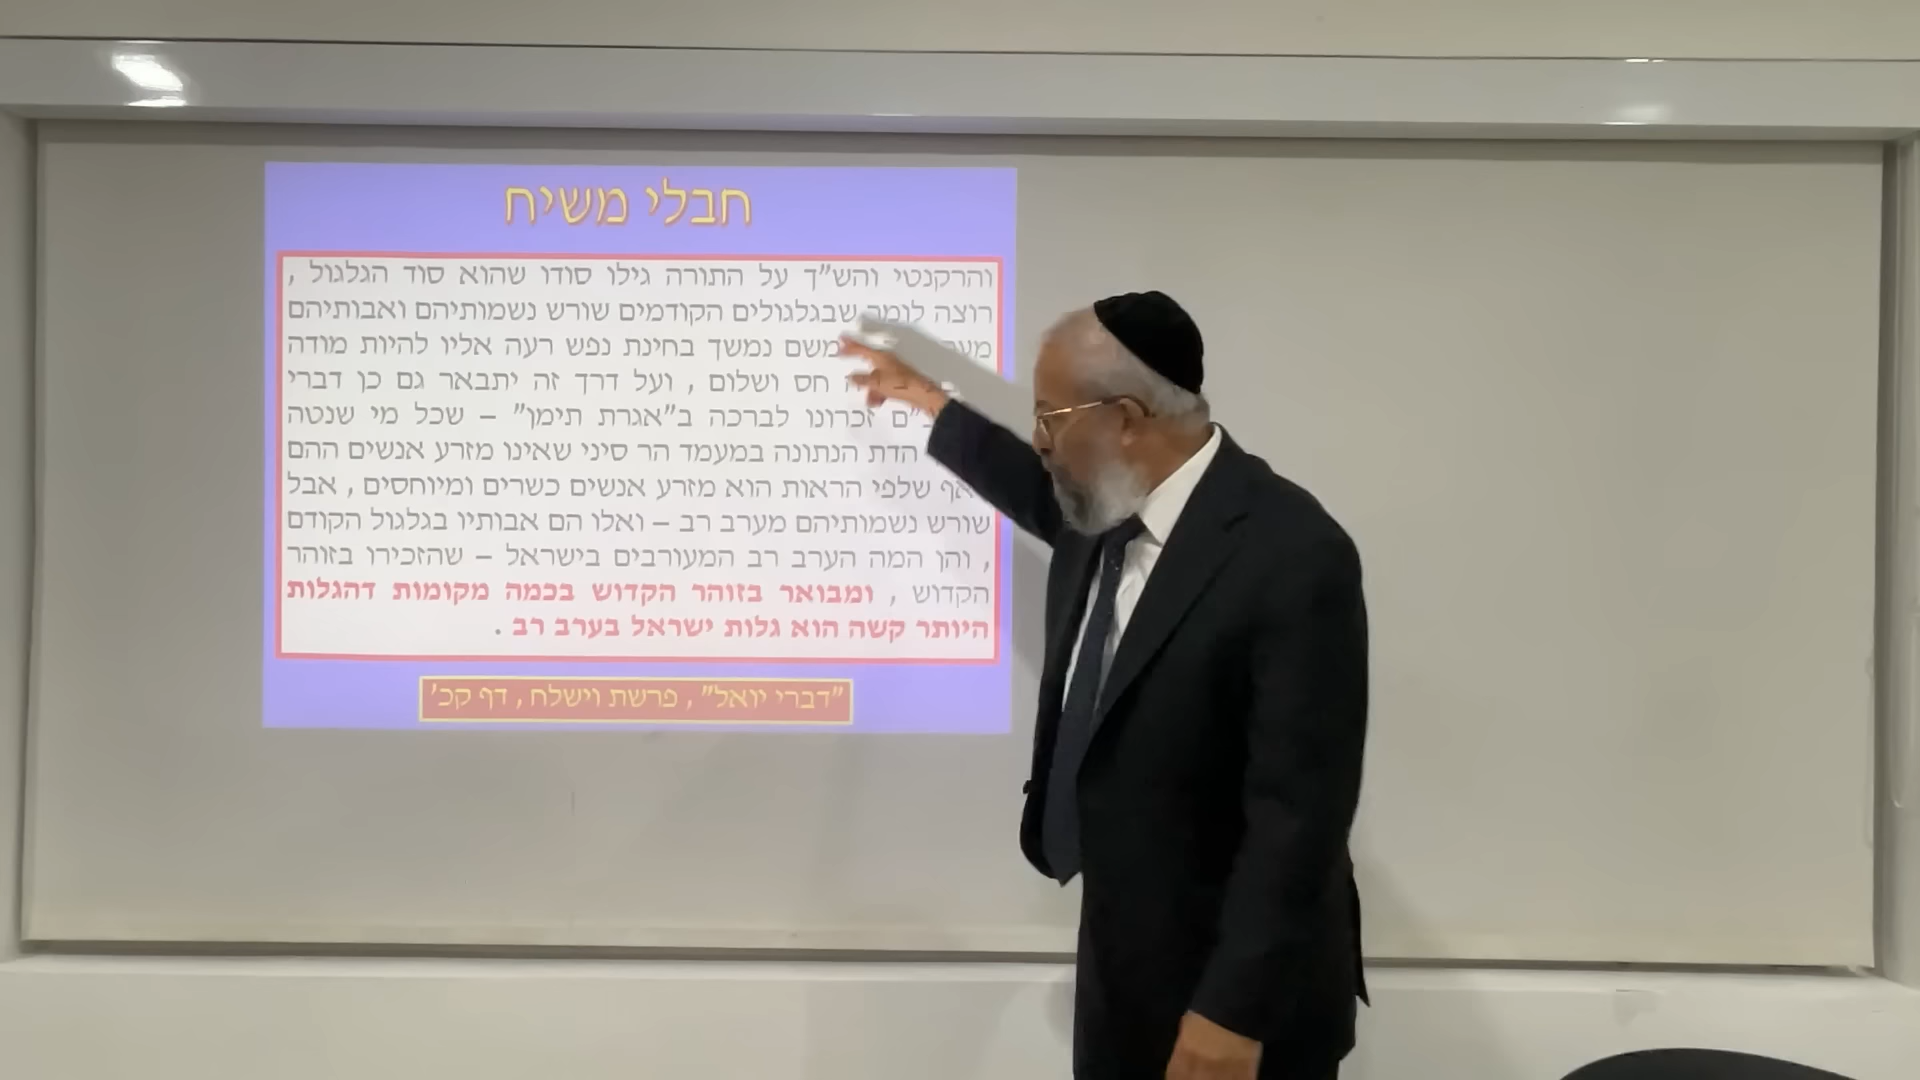 חבלי משיח
והרקנטי והש"ך על התורה גילו סודו שהוא סוד הגלגול ,
רוצה לומר שבגלגולים הקודמים שורש נשמותיהם ואבותיהם
משם נמשך בחינת נפש רעה אליו להיות מודה
חס ושלום , ועל דרך זה יתבאר גם כן דברי
זכרונו לברכה ב"אגרת תימן" – שכל מי שנטה
הדת הנתונה במעמד הר סיני שאינו מזרע אנשים ההם
שלפי הראות הוא מזרע אנשים כשרים ומיוחסים , אבל
שורש נשמותיהם מערב רב – ואלו הם אבותיו בגלגול הקודם
, והן המה הערב רב המעורבים בישראל – שהזכירו בזוהר
הקדוש , ומבואר בזוהר הקדוש בכמה מקומות דהגלות
היותר קשה הוא גלות ישראל בערב רב .
"דברי יואל" , פרשת וישלח , דף קכ'